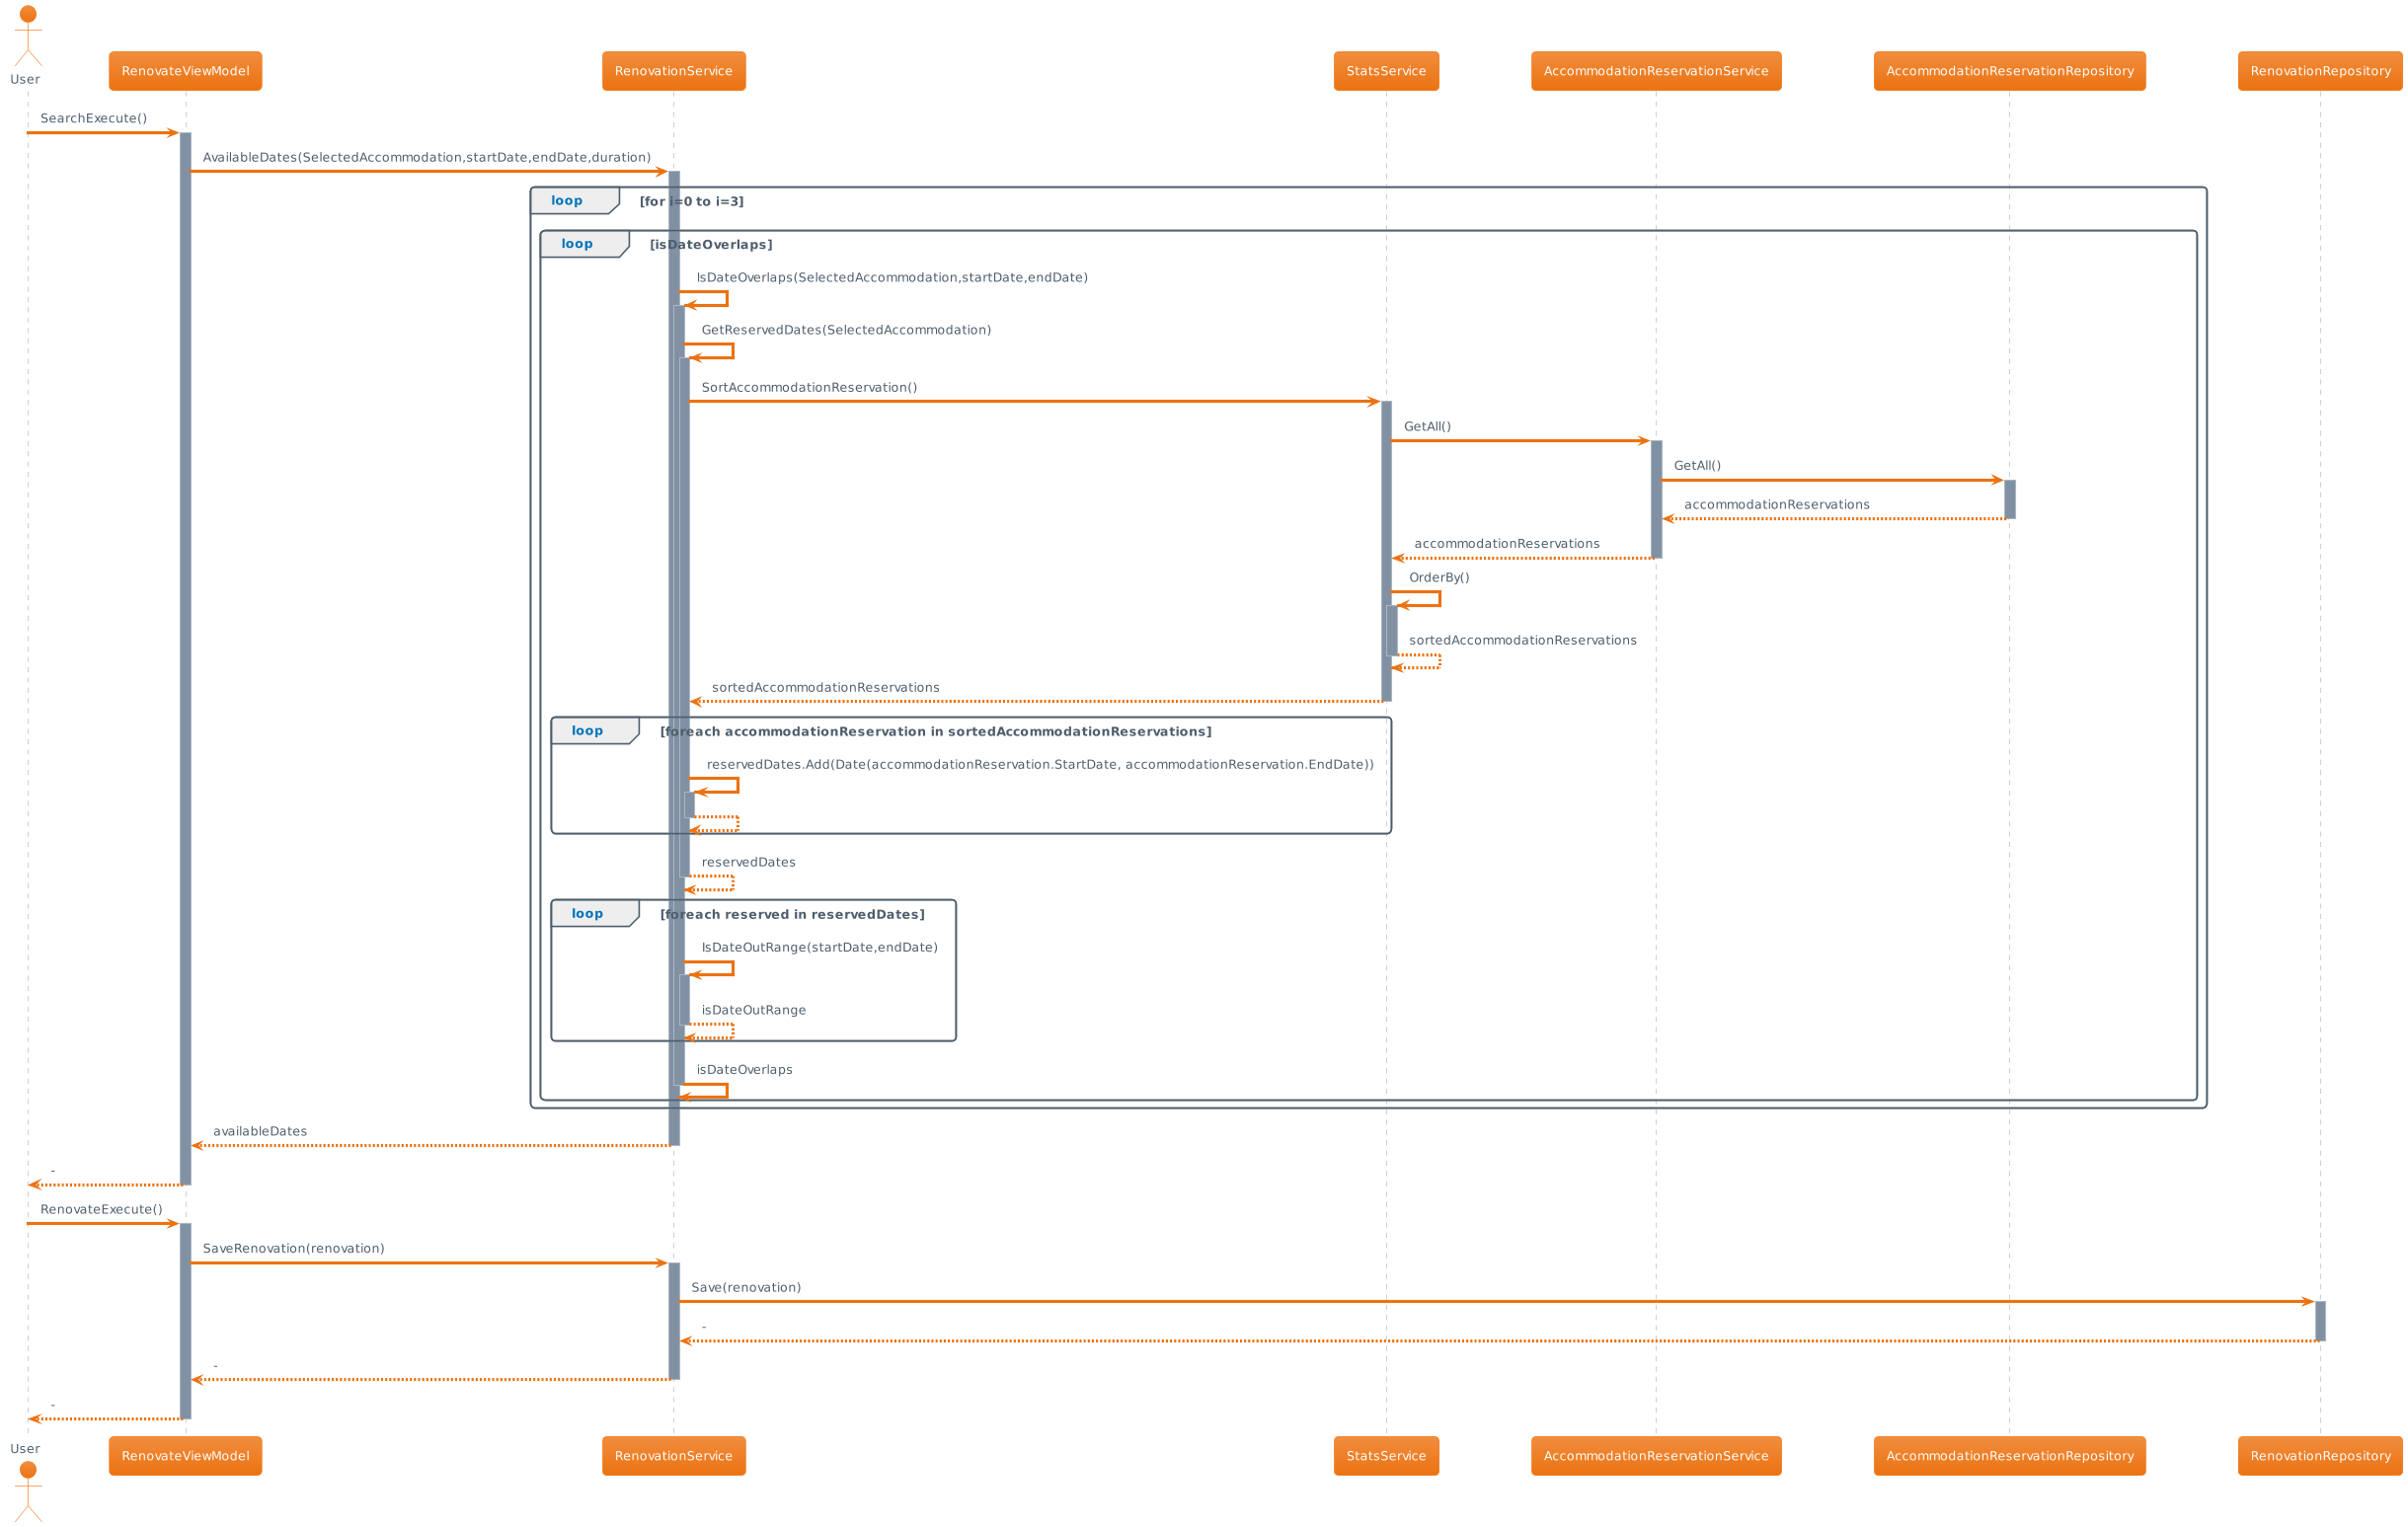 User
RenovateViewModel
RenovationService
StatsService
AccommodationReservationService
AccommodationReservationRepository
RenovationRepository
SearchExecute()
AvailableDates(SelectedAccommodation,startDate,endDate,duration)
loop [for i=0 to i=3]
loop [isDateOverlaps]
IsDateOverlaps(SelectedAccommodation,startDate,endDate)
GetReservedDates(SelectedAccommodation)
SortAccommodationReservation()
GetAll()
GetAll()
accommodationReservations
accommodationReservations
OrderBy()
sortedAccommodationReservations
sortedAccommodationReservations
loop [foreach accommodationReservation in sortedAccommodationReservations]
reservedDates.Add(Date(accommodationReservation.StartDate, accommodationReservation.EndDate))
reservedDates
loop [foreach reserved in reservedDates]
IsDateOutRange(startDate,endDate)
isDateOutRange
isDateOverlaps
availableDates
-
RenovateExecute()
SaveRenovation(renovation)
Save(renovation)
-
-
-
User
RenovateViewModel
RenovationService
StatsService
AccommodationReservationService
AccommodationReservationRepository
RenovationRepository